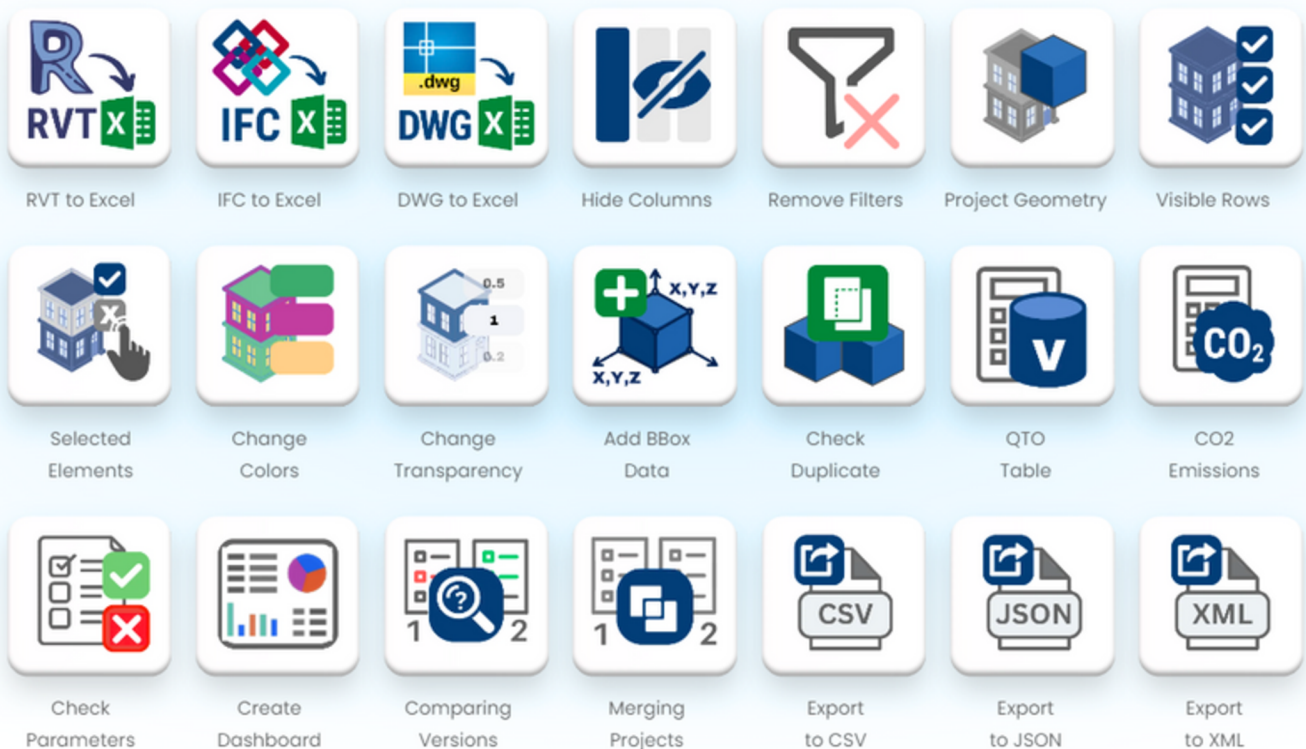 RVT
X
IFC
X
.dwg
DWG
X
RVT to Excel
IFC to Excel
DWG to Excel
Hide Columns
Remove Filters
Project Geometry
Visible Rows
X
0.5
1
0.2
X,Y,Z
X,Y,Z
V
CO2
Selected
Elements
Change
Colors
Change
Transparency
Add BBox
Data
Check
Duplicate
QTO
Table
CO2
Emissions
?
1 2
1 2
CSV
JSON
XML
Check
Parameters
Create
Dashboard
Comparing
Versions
Merging
Projects
Export
to CSV
Export
to JSON
Export
to XML